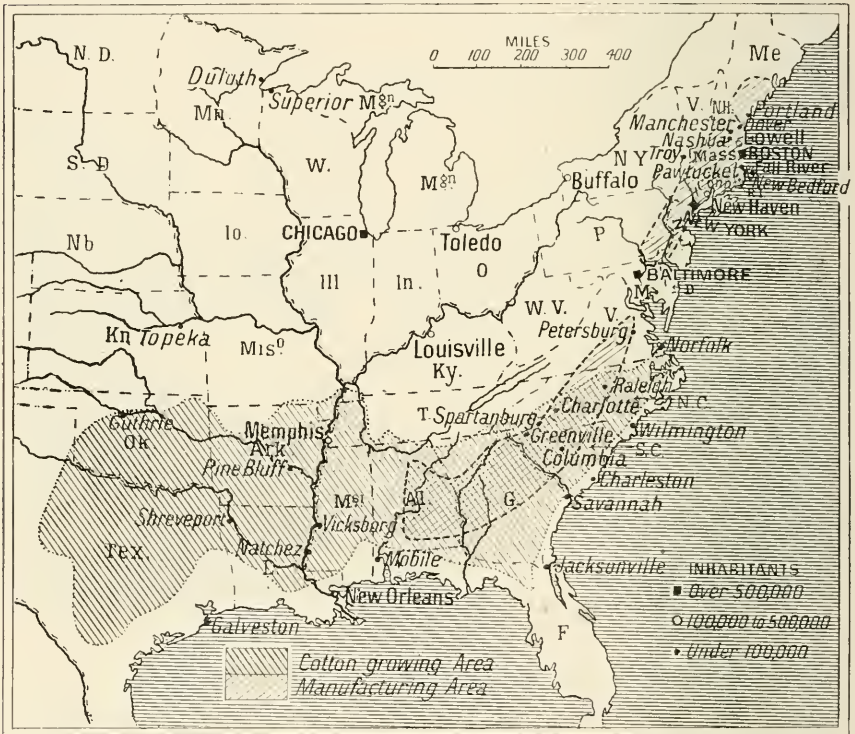 MILES
0 100 200 300 400
N. D.
Me
Duluth
Superior
Mgn
Mn.
V.
N.H.
Portland
Dover
Manchester
Nashua
Lowell
S. D
W.
N Y
Troy
Mass
BOSTON
Mgn
Pawtucket
Fall River
Buffalo
Conn
R.I.
New Bedford
New Haven
Nb
Io.
CHICAGO
Toledo
NEW YORK
P
O
Ill
In.
BALTIMORE
M.
D
W. V.
V.
Kn
Topeka
Miso.
Petersburg
Louisville
Norfolk
Ky.
Raleigh
T.
Spartanburg
Charlotte
N.C.
Guthrie
Ok
Memphis
Ark
Greenville
Wilmington
S.C.
Columbia
Pine Bluff
Charleston
Msi
Al.
G.
Savannah
Shreveport
Vicksburg
Tex.
Natchez
L
Mobile
Jacksonville
New Orleans
INHABITANTS
Over 500,000
Galveston
100,000 to 500,000
F
Under 100,000
Cotton growing Area
Manufacturing Area